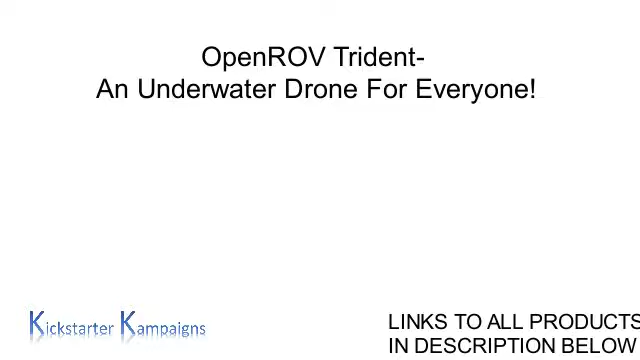 OpenROV Trident-
An Underwater Drone For Everyone!
Kickstarter Kampaigns
LINKS TO ALL PRODUCTS
IN DESCRIPTION BELOW